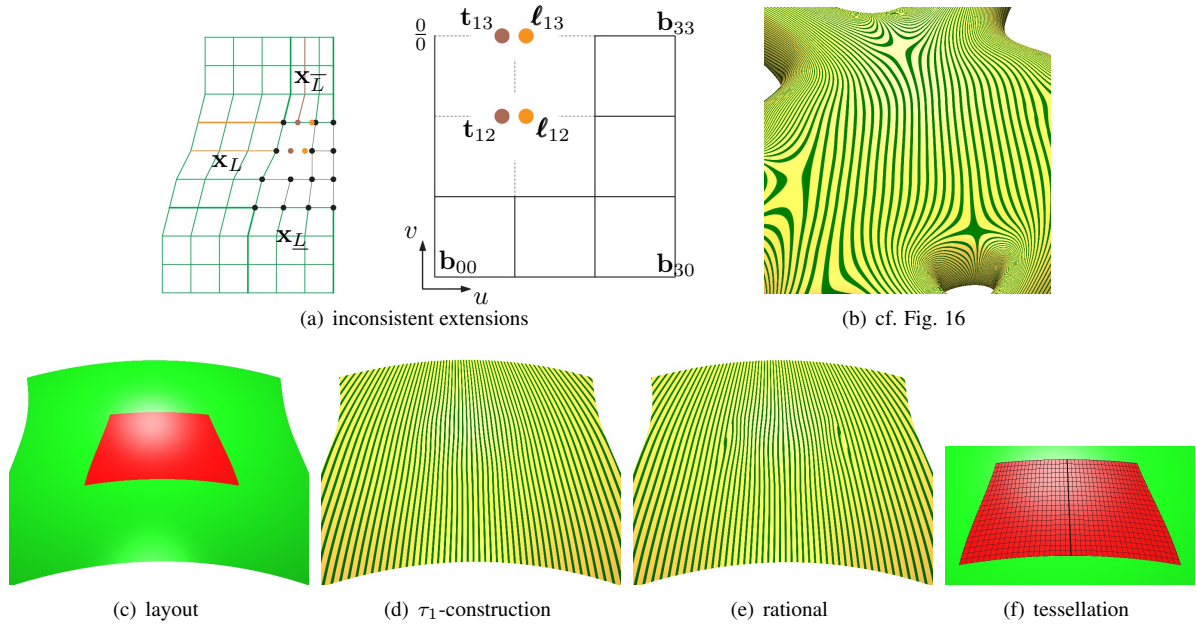 t₁₃ ℓ₁₃ b₃₃
0/0
x_L̅
t₁₂ ℓ₁₂
x_L
x_L̲
v
b₀₀ b₃₀
u
(a) inconsistent extensions (b) cf. Fig. 16
(c) layout (d) τ₁-construction (e) rational (f) tessellation